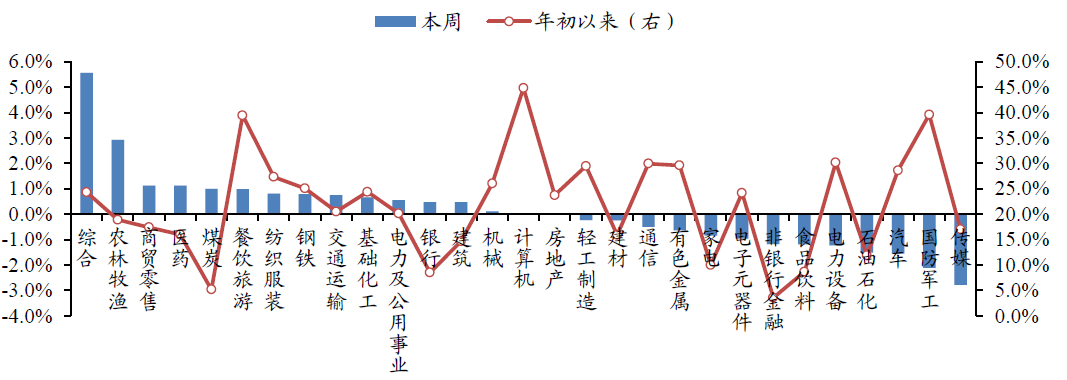 本周
年初以来（右）
6.0%
5.0%
4.0%
3.0%
2.0%
1.0%
0.0%
-1.0%
-2.0%
-3.0%
-4.0%
50.0%
45.0%
40.0%
35.0%
30.0%
25.0%
20.0%
15.0%
10.0%
5.0%
0.0%
综合
农林牧渔
商贸零售
医药
煤炭
餐饮旅游
纺织服装
钢铁
交通运输
基础化工
电力及公用事业
银行
建筑
机械
计算机
房地产
轻工制造
建材
通信
有色金属
家电
电子元器件
非银行金融
食品饮料
电力设备
石油石化
汽车
国防军工
传媒